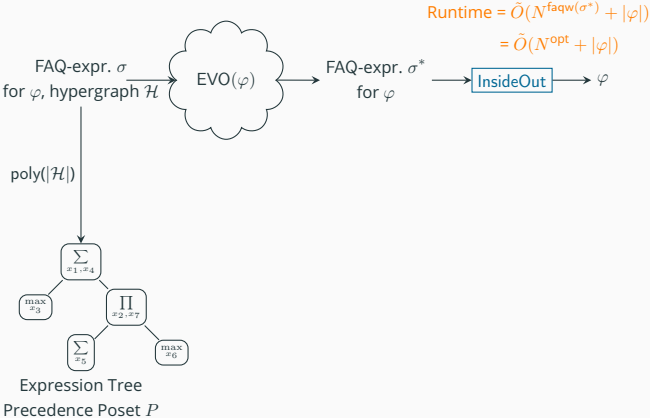 Runtime = Õ(N^faqw(σ*) + |φ|)
= Õ(N^opt + |φ|)
FAQ-expr. σ
for φ, hypergraph ℋ
EVO(φ)
FAQ-expr. σ*
for φ
InsideOut
φ
poly(|ℋ|)
∑
x₁,x₄
max
x₃
∏
x₂,x₇
∑
x₅
max
x₆
Expression Tree
Precedence Poset P